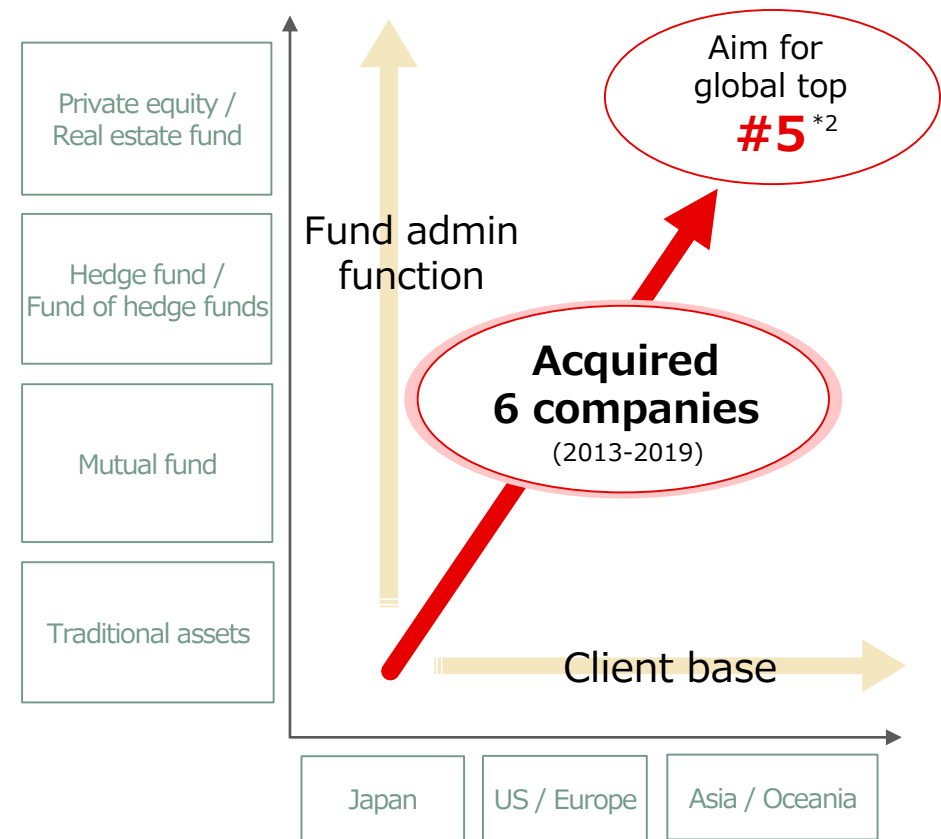 Aim for
global top
#5*2
Private equity /
Real estate fund
Fund admin
function
Hedge fund /
Fund of hedge funds
Acquired
6 companies
(2013-2019)
Mutual fund
Traditional assets
Client base
Japan
US / Europe
Asia / Oceania